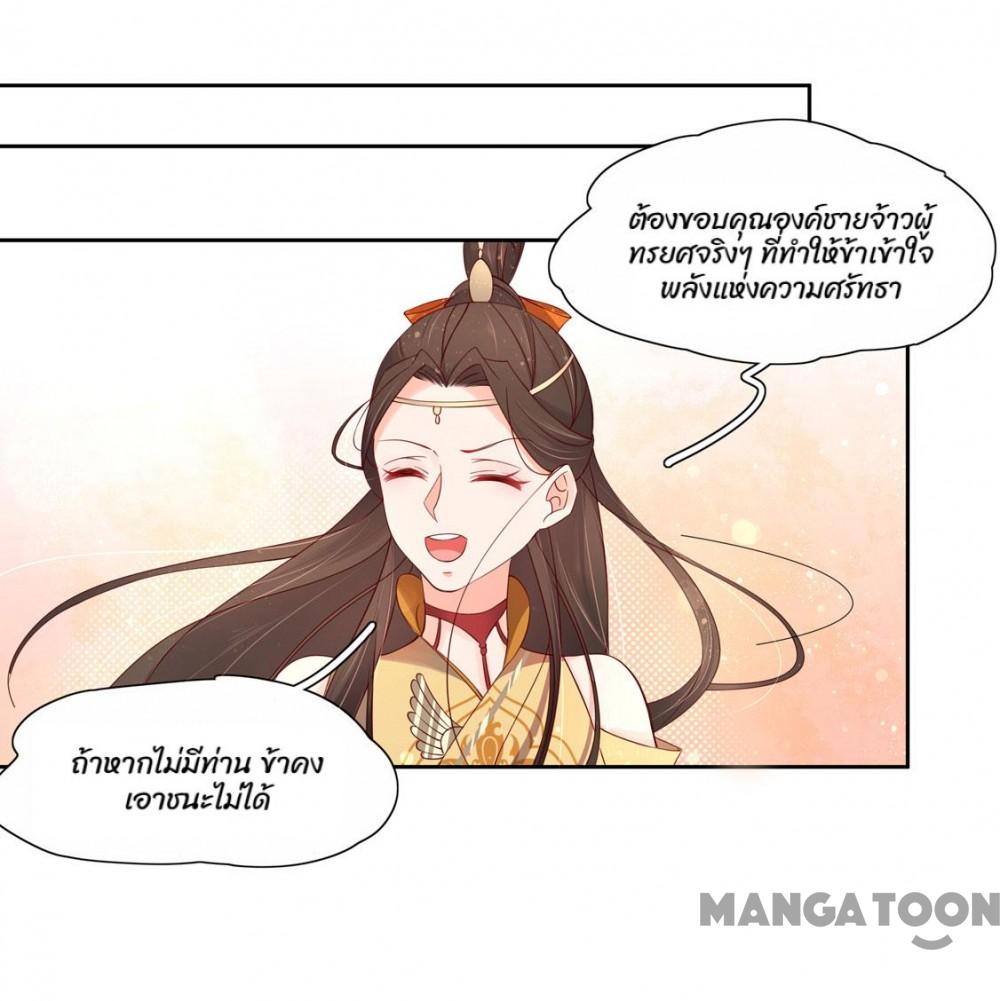 ต้องขอบคุณองค์ชายจ้าวผู้
ทรยศจริงๆ ที่ทำให้ข้าเข้าใจ
พลังแห่งความศรัทธา
ถ้าหากไม่มีท่าน ข้าคง
เอาชนะไม่ได้
MANGATOON